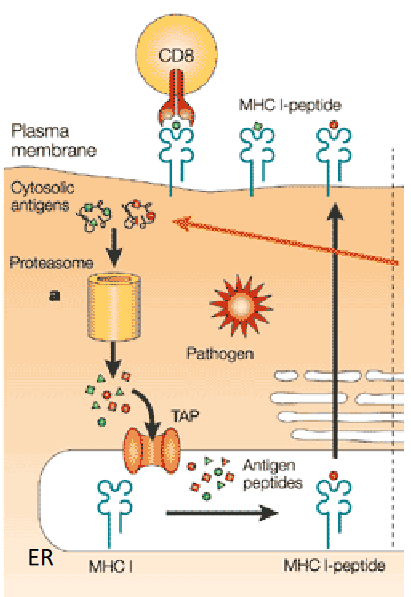 CD8
MHC I-peptide
Plasma
membrane
Cytosolic
antigens
Proteasome
a
Pathogen
TAP
Antigen
peptides
ER
MHC I
MHC I-peptide